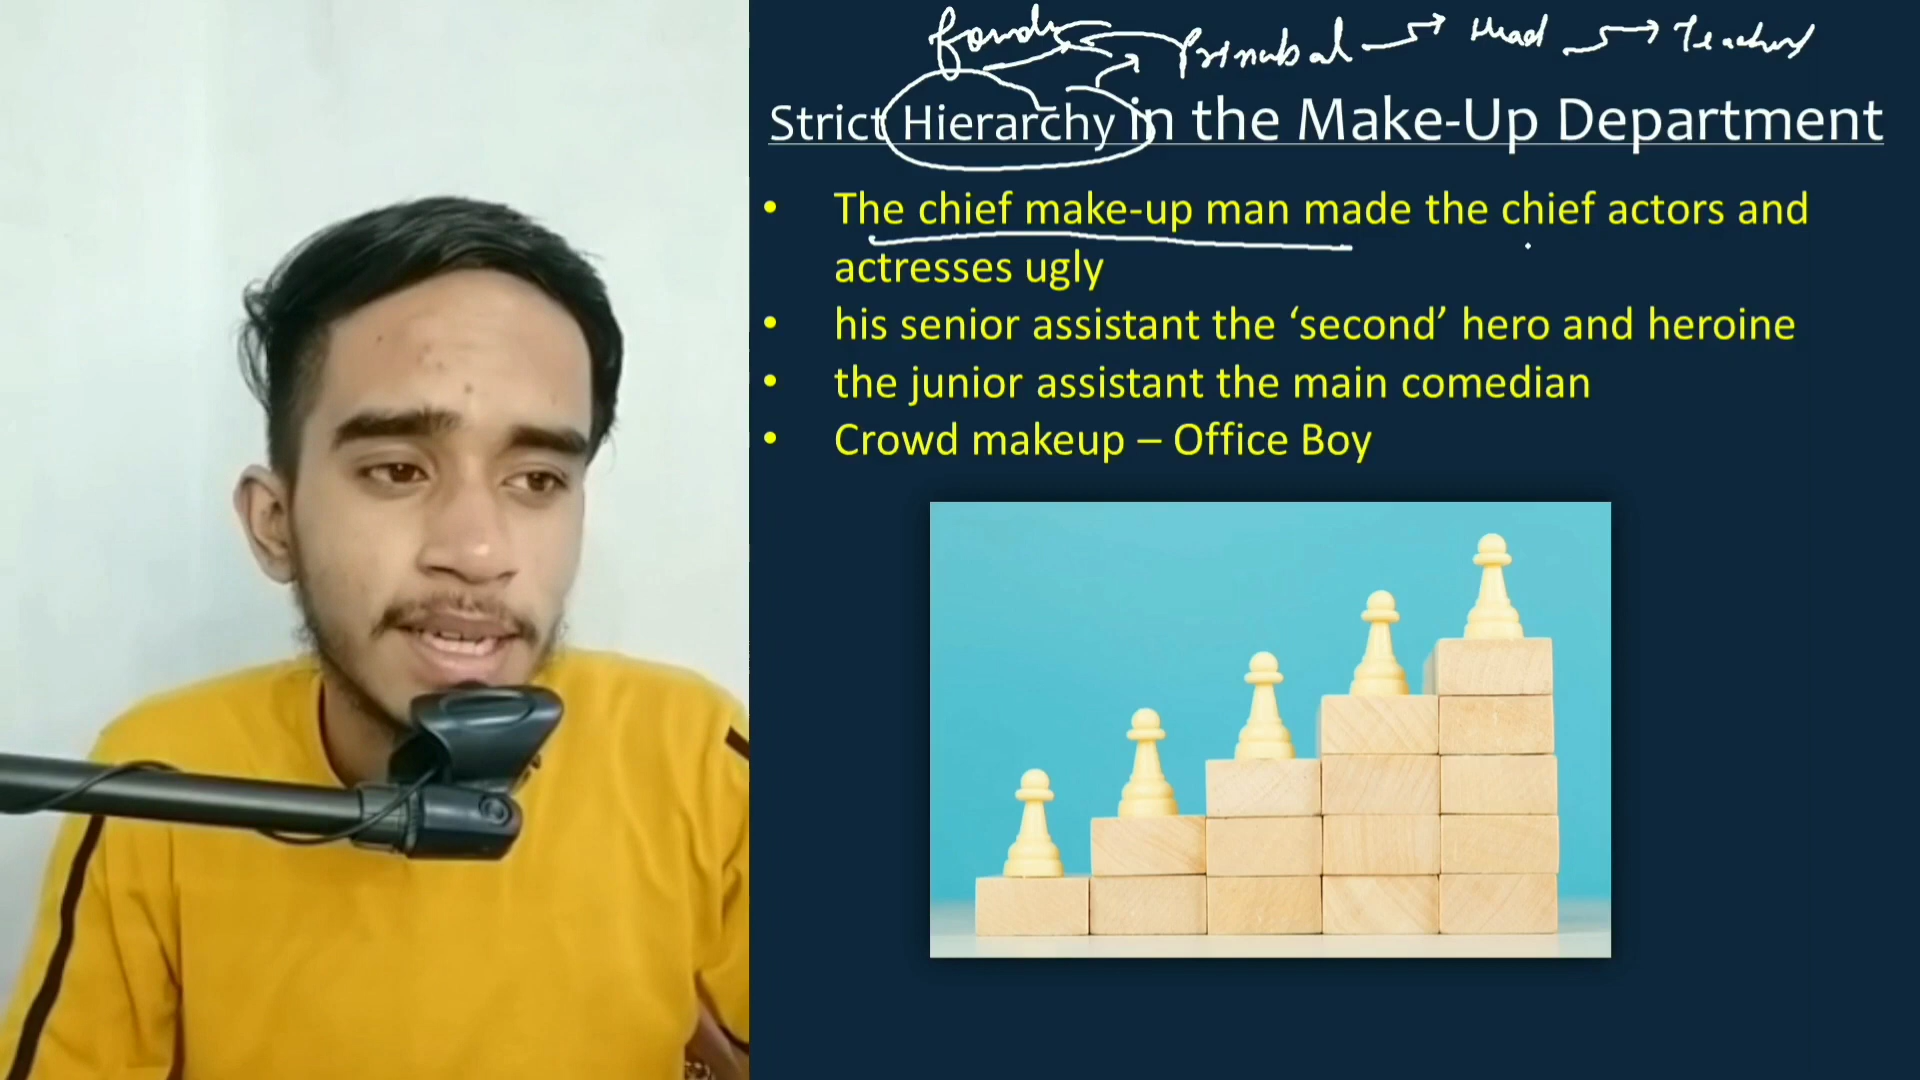 Principal → Head → Teachers
Strict Hierarchy in the Make-Up Department
• The chief make-up man made the chief actors and
actresses ugly
• his senior assistant the ‘second’ hero and heroine
• the junior assistant the main comedian
• Crowd makeup – Office Boy